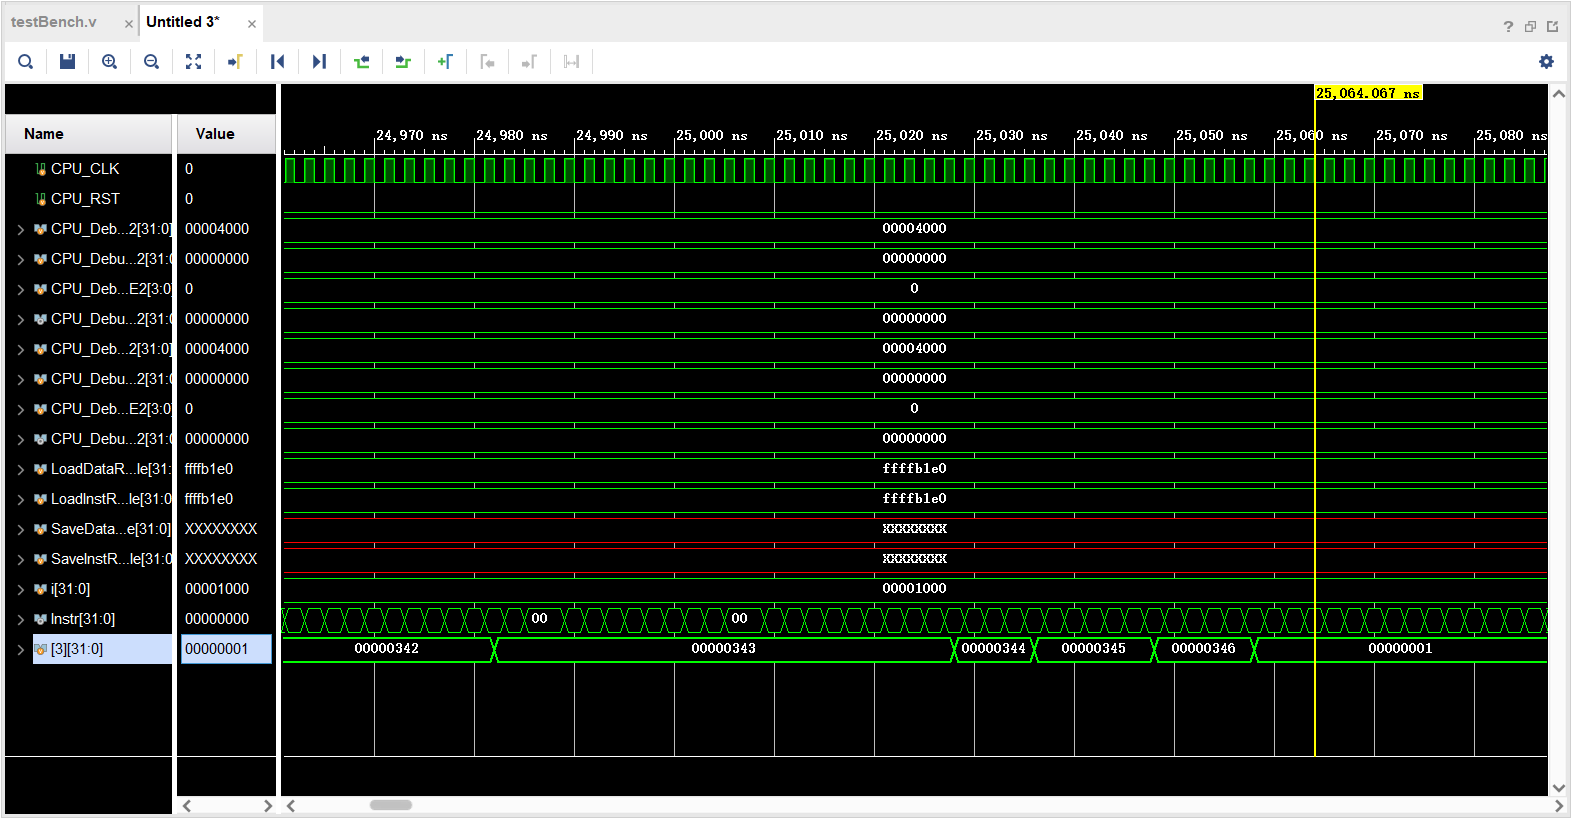 testBench.v × Untitled 3* ×
?
25,064.067 ns
Name Value
24,970 ns 24,980 ns 24,990 ns 25,000 ns 25,010 ns 25,020 ns 25,030 ns 25,040 ns 25,050 ns 25,060 ns 25,070 ns 25,080 ns
CPU_CLK 0
CPU_RST 0
CPU_Deb...2[31:0] 00004000 00004000
CPU_Debu...2[31:0 00000000 00000000
CPU_Deb...E2[3:0] 0 0
CPU_Debu...2[31:0 00000000 00000000
CPU_Deb...2[31:0] 00004000 00004000
CPU_Debu...2[31:0 00000000 00000000
CPU_Deb...E2[3:0] 0 0
CPU_Debu...2[31:0 00000000 00000000
LoadDataR...le[31: ffffb1e0 ffffb1e0
LoadInstR...le[31:0 ffffb1e0 ffffb1e0
SaveData...e[31:0] XXXXXXXX XXXXXXXX
SaveInstR...le[31:0 XXXXXXXX XXXXXXXX
i[31:0] 00001000 00001000
Instr[31:0] 00000000 00 00
[3][31:0] 00000001 00000342 00000343 00000344 00000345 00000346 00000001